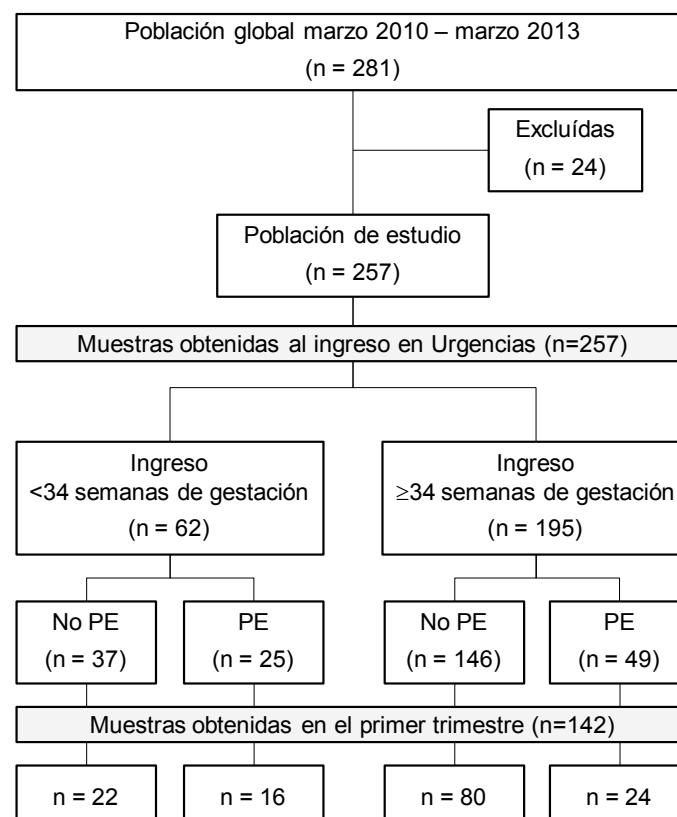 Población global marzo 2010 – marzo 2013
(n = 281)
Excluídas
(n = 24)
Población de estudio
(n = 257)
Muestras obtenidas al ingreso en Urgencias (n=257)
Ingreso
<34 semanas de gestación
(n = 62)
Ingreso
≥34 semanas de gestación
(n = 195)
No PE
(n = 37)
PE
(n = 25)
No PE
(n = 146)
PE
(n = 49)
Muestras obtenidas en el primer trimestre (n=142)
n = 22
n = 16
n = 80
n = 24